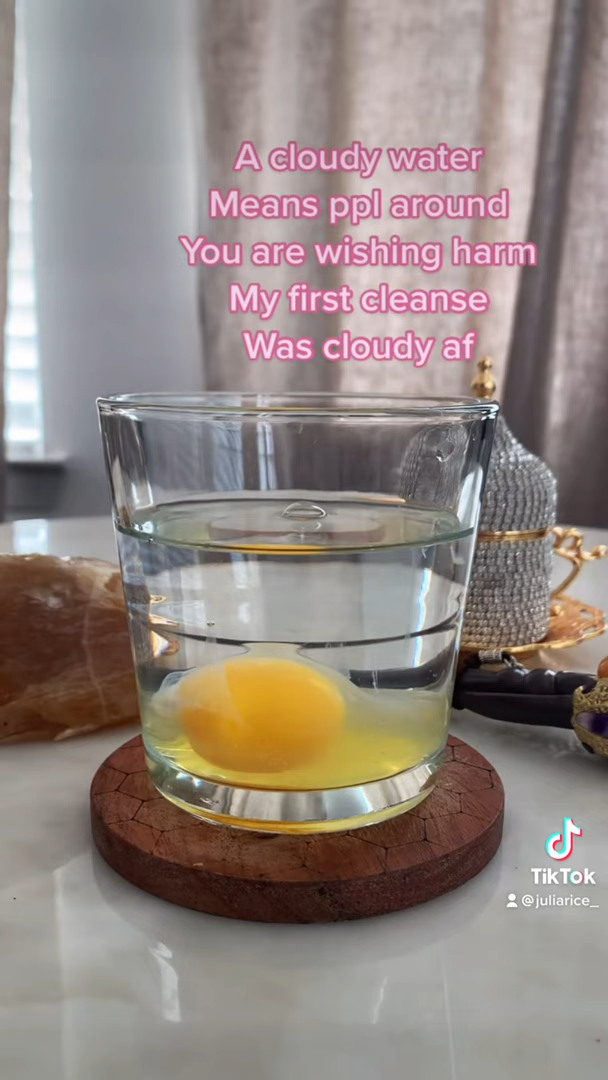 A cloudy water
Means ppl around
You are wishing harm
My first cleanse
Was cloudy af
TikTok
@juliarice_